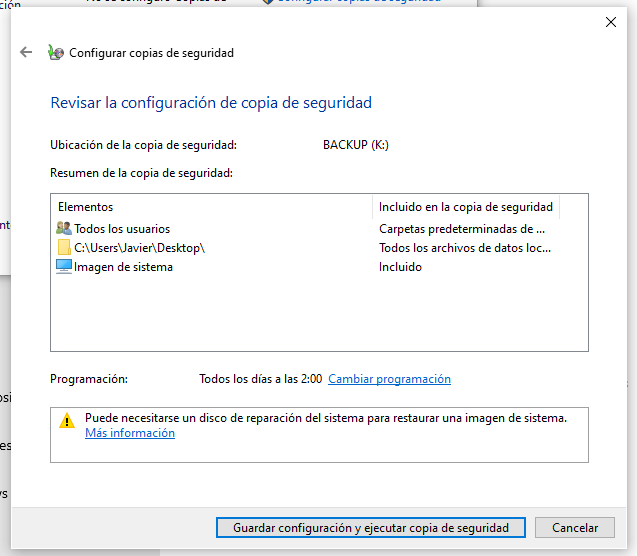 ción
Configurar copias de seguridad
Revisar la configuración de copia de seguridad
Ubicación de la copia de seguridad: BACKUP (K:)
Resumen de la copia de seguridad:
Elementos Incluido en la copia de seguridad
Todos los usuarios Carpetas predeterminadas de ...
C:\Users\Javier\Desktop\ Todos los archivos de datos loc...
Imagen de sistema Incluido
Programación: Todos los días a las 2:00 Cambiar programación
Puede necesitarse un disco de reparación del sistema para restaurar una imagen de sistema.
Más información
Guardar configuración y ejecutar copia de seguridad Cancelar